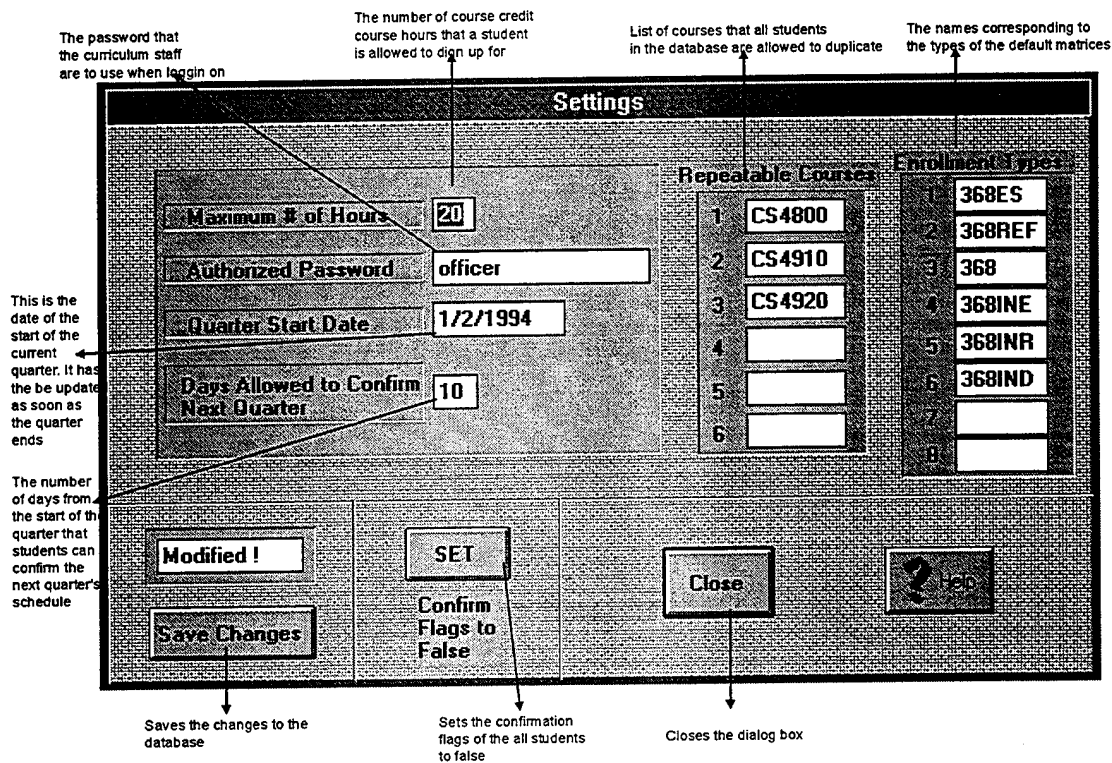 The password that
the curriculum staff
are to use when loggin on
The number of course credit
course hours that a student
is allowed to dign up for
List of courses that all students
in the database are allowed to duplicate
The names corresponding to
the types of the default matrices
Settings
Maximum # of Hours
20
Authorized Password
officer
Quarter Start Date
1/2/1994
Days Allowed to Confirm
Next Quarter
10
Repeatable Courses
1 CS4800
2 CS4910
3 CS4920
4
5
6
Enrollment Types
1 368ES
2 368REF
3 368
4 368INE
5 368INR
6 368IND
7
8
This is the
date of the
start of the
current
quarter. It has
the be update
as soon as
the quarter
ends
The number
of days from
the start of the
quarter that
students can
confirm the
next quarter's
schedule
Modified !
Save Changes
SET
Confirm
Flags to
False
Close
? Help
Saves the changes to the
database
Sets the confirmation
flags of the all students
to false
Closes the dialog box